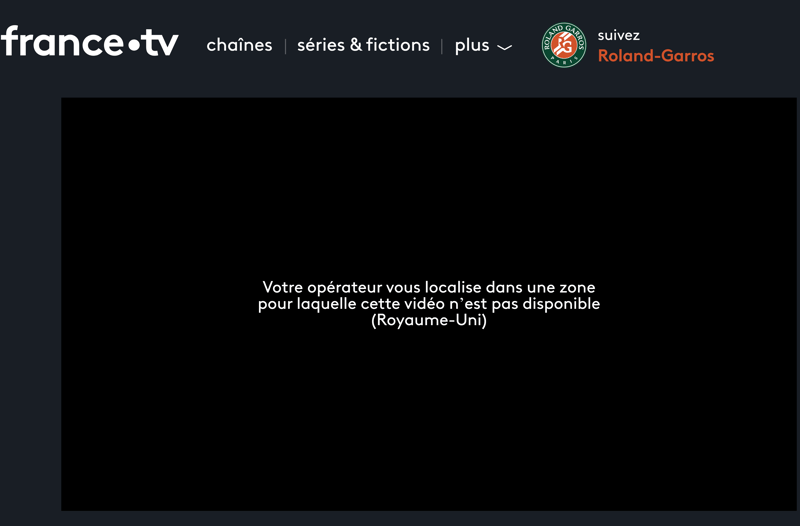 france•tv
chaînes | séries & fictions | plus
ROLAND GARROS
PARIS
suivez
Roland-Garros
Votre opérateur vous localise dans une zone
pour laquelle cette vidéo n'est pas disponible
(Royaume-Uni)